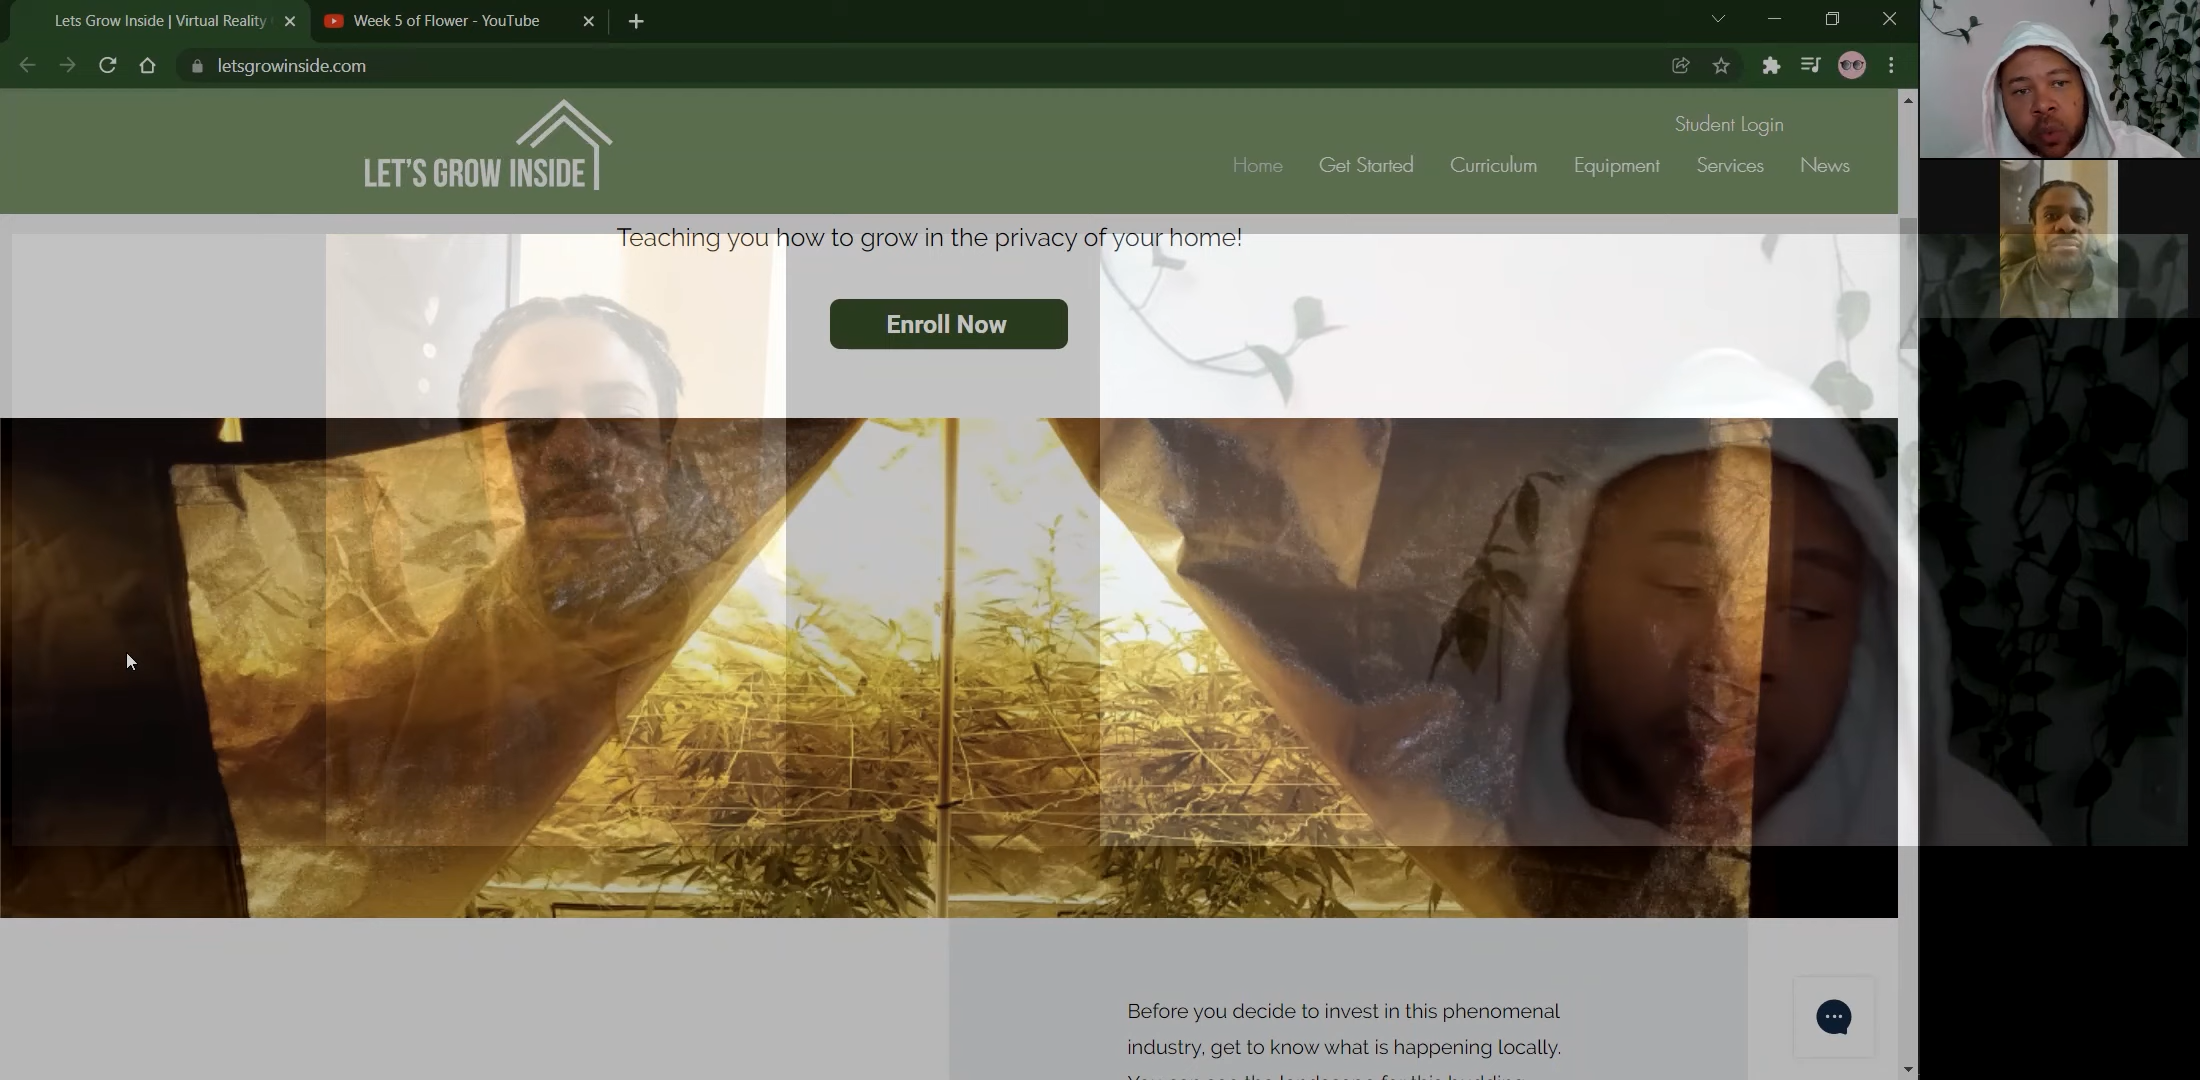 Lets Grow Inside | Virtual Reality
Week 5 of Flower - YouTube
letsgrowinside.com
LET'S GROW INSIDE
Student Login
Home Get Started Curriculum Equipment Services News
Teaching you how to grow in the privacy of your home!
Enroll Now
Before you decide to invest in this phenomenal
industry, get to know what is happening locally.